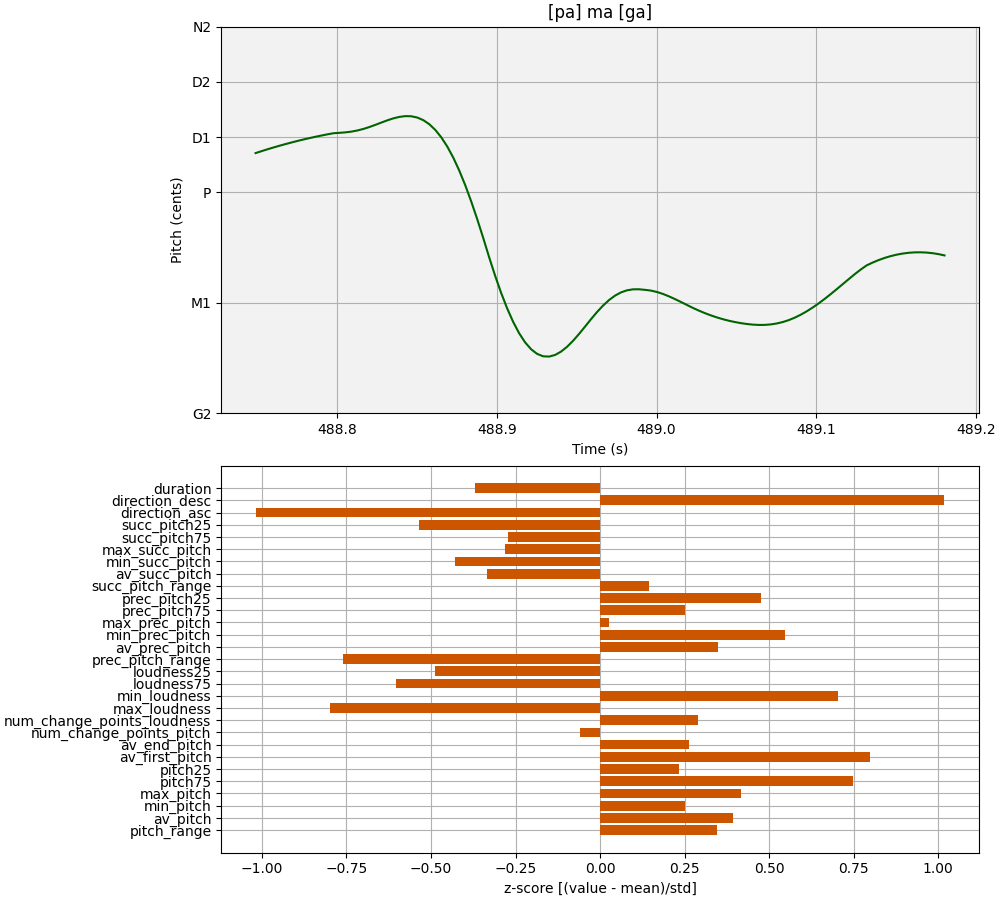 [pa] ma [ga]
N2
D2
D1
P
M1
G2
Pitch (cents)
488.8 488.9 489.0 489.1 489.2
Time (s)
duration
direction_desc
direction_asc
succ_pitch25
succ_pitch75
max_succ_pitch
min_succ_pitch
av_succ_pitch
succ_pitch_range
prec_pitch25
prec_pitch75
max_prec_pitch
min_prec_pitch
av_prec_pitch
prec_pitch_range
loudness25
loudness75
min_loudness
max_loudness
num_change_points_loudness
num_change_points_pitch
av_end_pitch
av_first_pitch
pitch25
pitch75
max_pitch
min_pitch
av_pitch
pitch_range
−1.00 −0.75 −0.50 −0.25 0.00 0.25 0.50 0.75 1.00
z-score [(value - mean)/std]